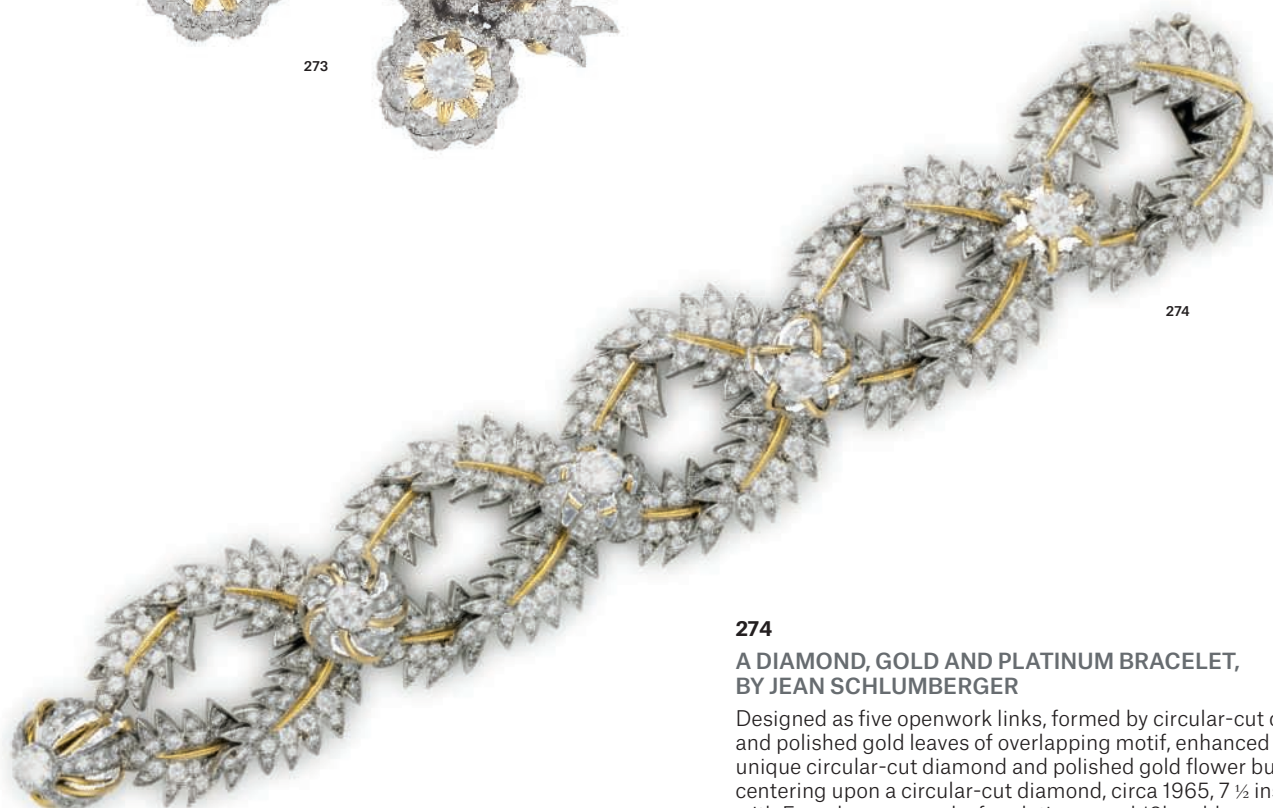 273
274
274
A DIAMOND, GOLD AND PLATINUM BRACELET,
BY JEAN SCHLUMBERGER
Designed as five openwork links, formed by circular-cut
and polished gold leaves of overlapping motif, enhanced
unique circular-cut diamond and polished gold flower
centering upon a circular-cut diamond, circa 1965, 7 ½